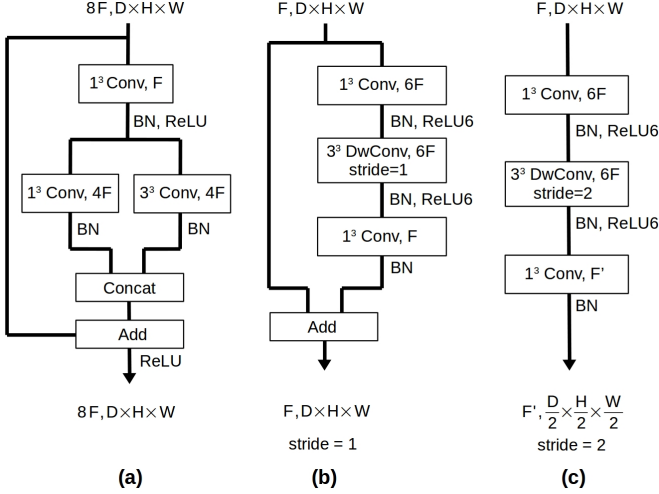 8F, D×H×W
1³ Conv, F
BN, ReLU
1³ Conv, 4F
3³ Conv, 4F
BN
BN
Concat
Add
ReLU
8F, D×H×W
(a)
F, D×H×W
1³ Conv, 6F
BN, ReLU6
3³ DwConv, 6F
stride=1
BN, ReLU6
1³ Conv, F
BN
Add
F, D×H×W
stride = 1
(b)
F, D×H×W
1³ Conv, 6F
BN, ReLU6
3³ DwConv, 6F
stride=2
BN, ReLU6
1³ Conv, F'
BN
F', D/2 × H/2 × W/2
stride = 2
(c)